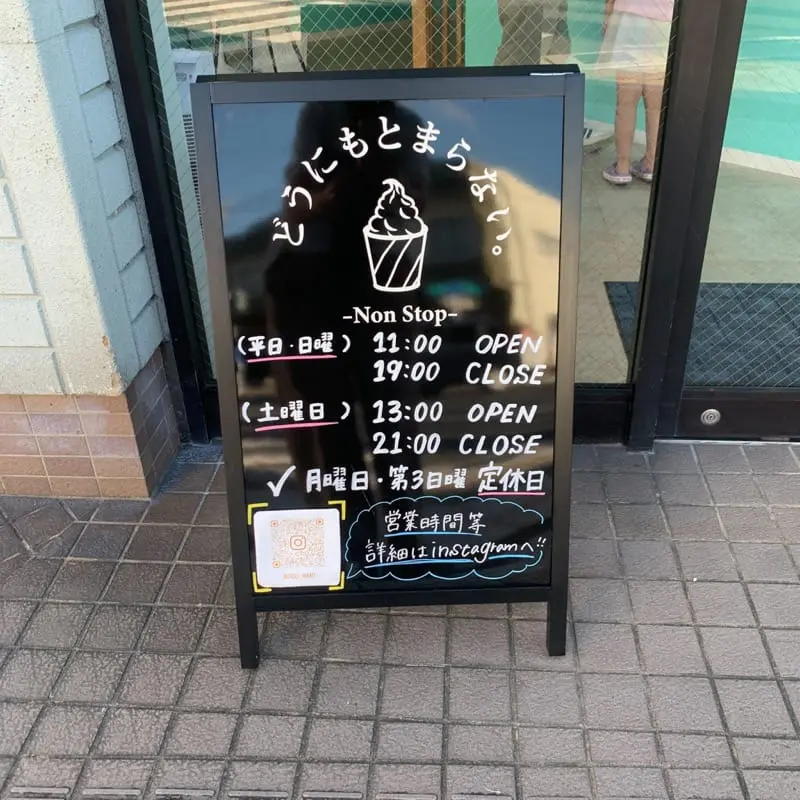 どうにもとまらない。
-Non Stop-
(平日・日曜) 11:00 OPEN
19:00 CLOSE
(土曜日) 13:00 OPEN
21:00 CLOSE
✓月曜日・第3日曜 定休日
営業時間等
詳細はinstagramへ!!